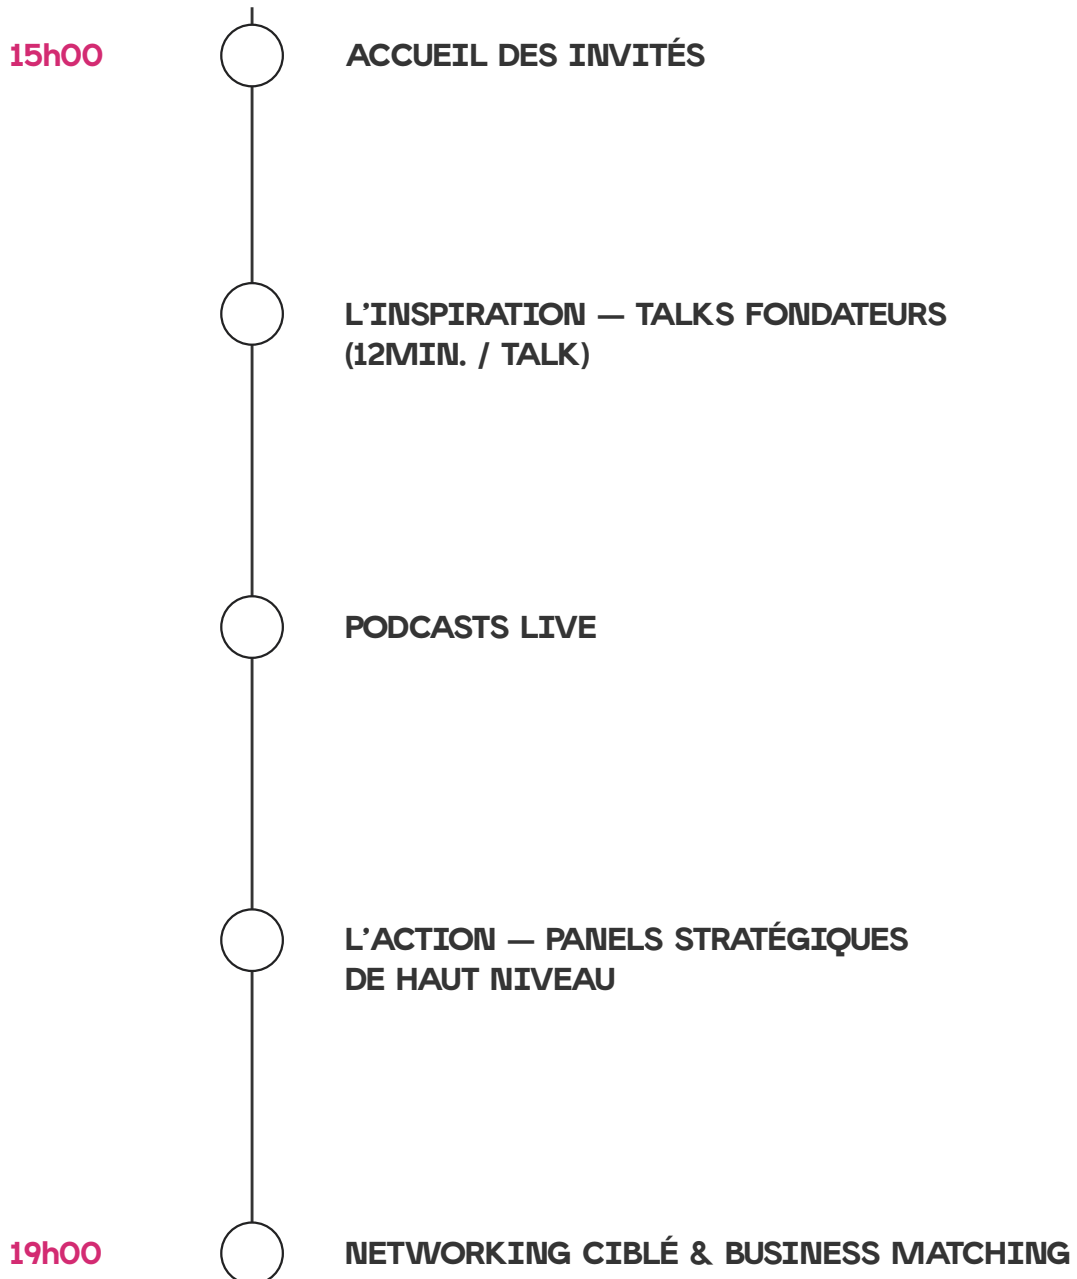 15h00 ACCUEIL DES INVITÉS
L’INSPIRATION — TALKS FONDATEURS
(12MIN. / TALK)
PODCASTS LIVE
L’ACTION — PANELS STRATÉGIQUES
DE HAUT NIVEAU
19h00 NETWORKING CIBLÉ & BUSINESS MATCHING